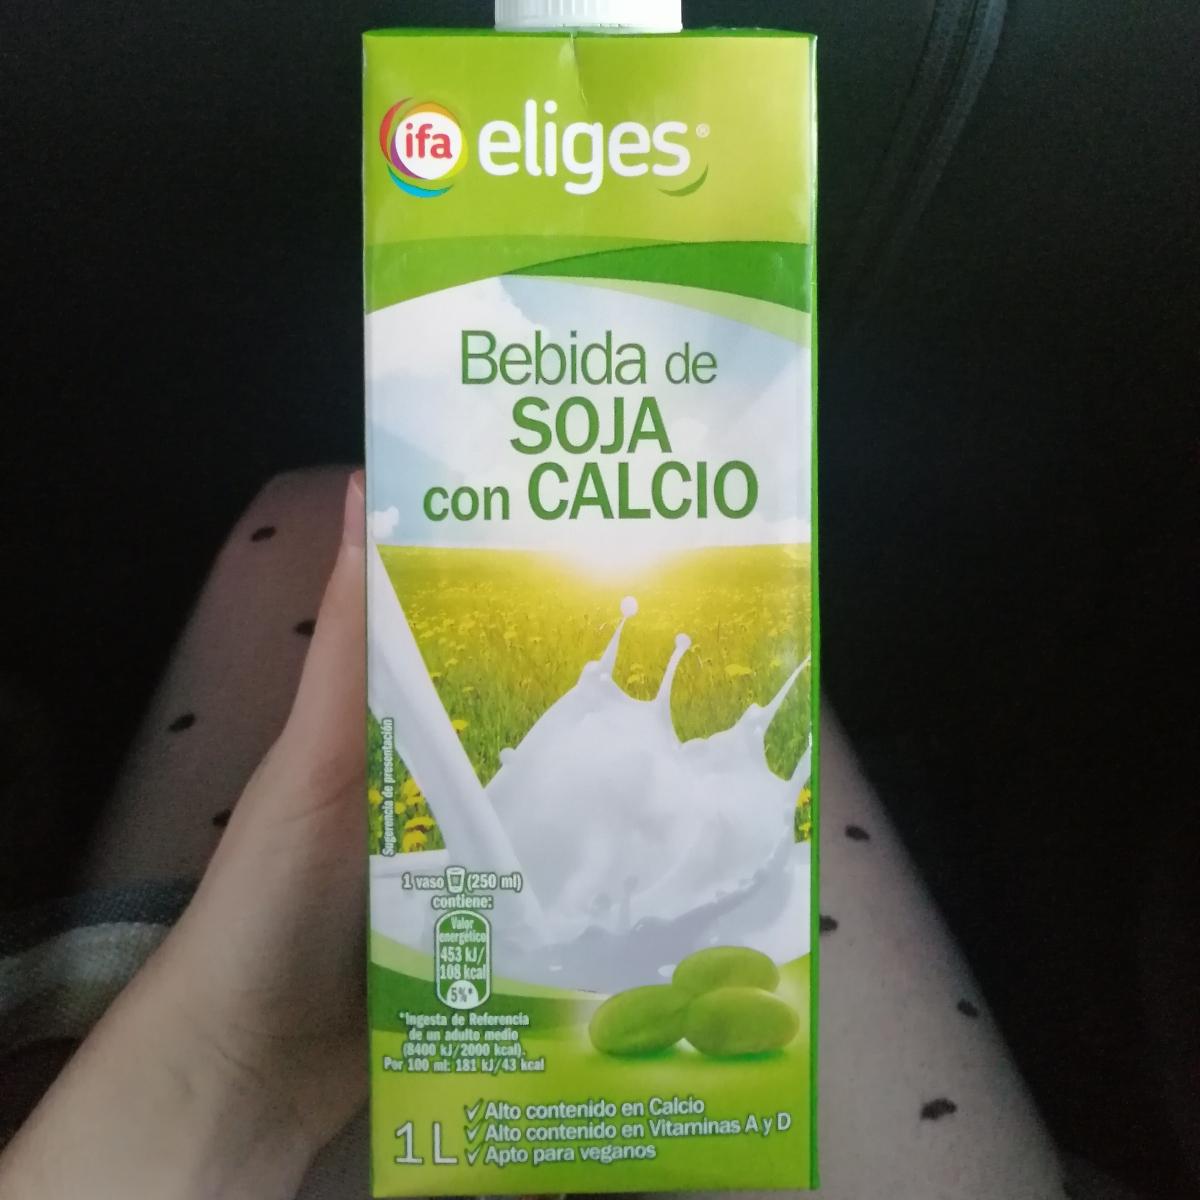 ifa eliges®
Bebida de
SOJA
con CALCIO
Sugerencia de presentación
1 vaso (250 ml)
contiene:
Valor
energético
453 kJ/
108 kcal
5%*
*Ingesta de Referencia
de un adulto medio
(8400 kJ/2000 kcal).
Por 100 ml: 181 kJ/43 kcal
1 L
✓Alto contenido en Calcio
✓Alto contenido en Vitaminas A y D
✓Apto para veganos